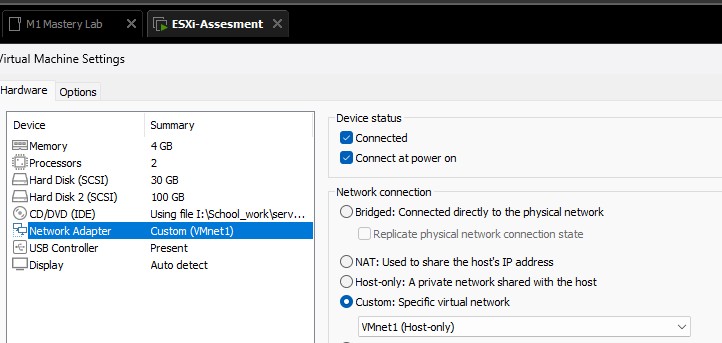 M1 Mastery Lab
ESXi-Assesment
Virtual Machine Settings
Hardware
Options
Device Summary
Memory 4 GB
Processors 2
Hard Disk (SCSI) 30 GB
Hard Disk 2 (SCSI) 100 GB
CD/DVD (IDE) Using file I:\School_work\serv...
Network Adapter Custom (VMnet1)
USB Controller Present
Display Auto detect
Device status
Connected
Connect at power on
Network connection
Bridged: Connected directly to the physical network
Replicate physical network connection state
NAT: Used to share the host's IP address
Host-only: A private network shared with the host
Custom: Specific virtual network
VMnet1 (Host-only)